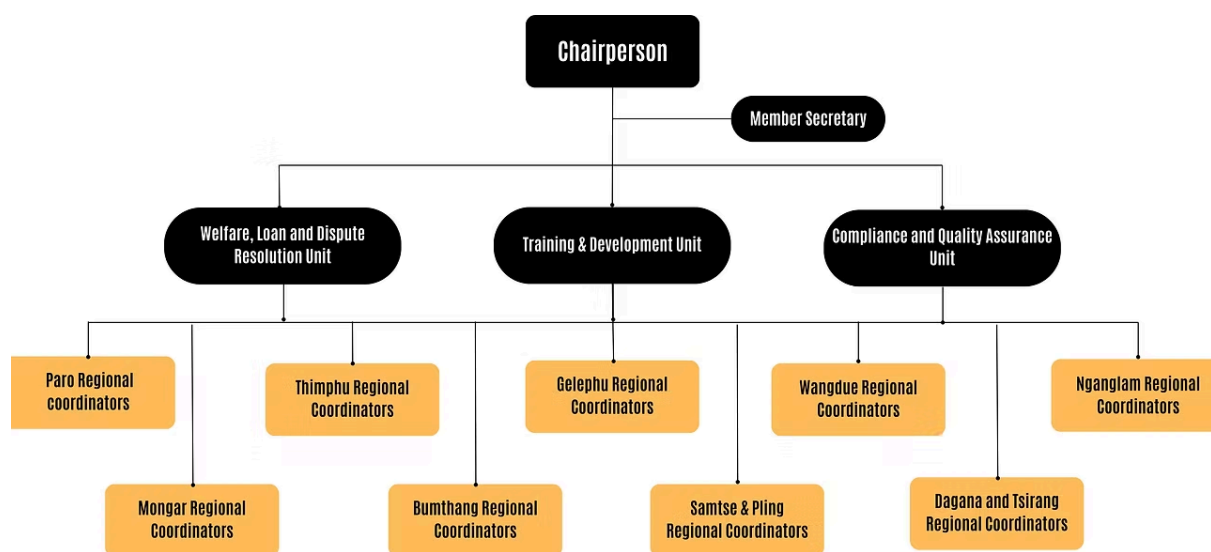 Chairperson
Member Secretary
Welfare, Loan and Dispute
Resolution Unit
Training & Development Unit
Compliance and Quality Assurance
Unit
Paro Regional
coordinators
Thimphu Regional
Coordinators
Gelephu Regional
Coordinators
Wangdue Regional
Coordinators
Nganglam Regional
Coordinators
Mongar Regional
Coordinators
Bumthang Regional
Coordinators
Samtse & Pling
Regional Coordinators
Dagana and Tsirang
Regional Coordinators